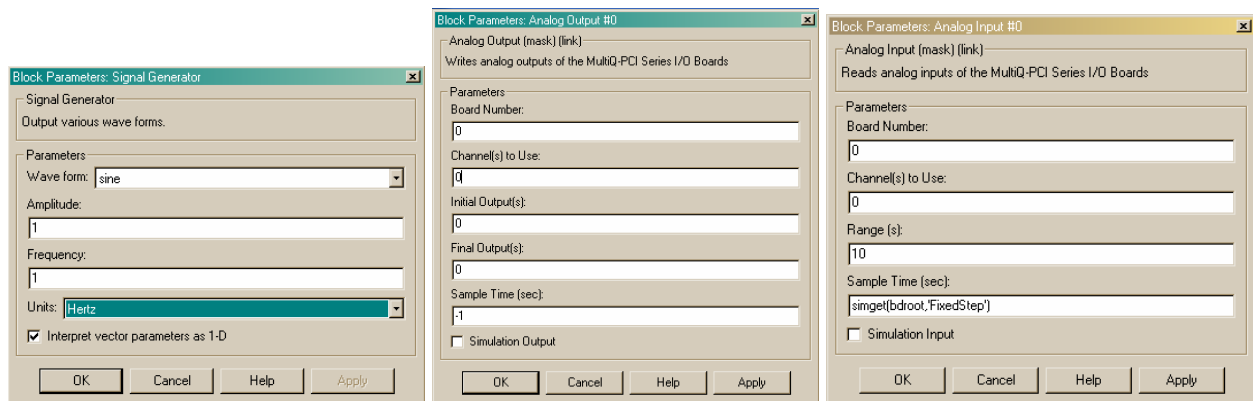 Block Parameters: Signal Generator
Signal Generator
Output various wave forms.
Parameters
Wave form: sine
Amplitude:
1
Frequency:
1
Units: Hertz
Interpret vector parameters as 1-D
OK Cancel Help Apply
Block Parameters: Analog Output #0
Analog Output (mask) (link)
Writes analog outputs of the MultiQ-PCI Series I/O Boards
Parameters
Board Number:
0
Channel(s) to Use:
0
Initial Output(s):
0
Final Output(s):
0
Sample Time (sec):
-1
Simulation Output
OK Cancel Help Apply
Block Parameters: Analog Input #0
Analog Input (mask) (link)
Reads analog inputs of the MultiQ-PCI Series I/O Boards
Parameters
Board Number:
0
Channel(s) to Use:
0
Range (s):
10
Sample Time (sec):
simget(bdroot,'FixedStep')
Simulation Input
OK Cancel Help Apply